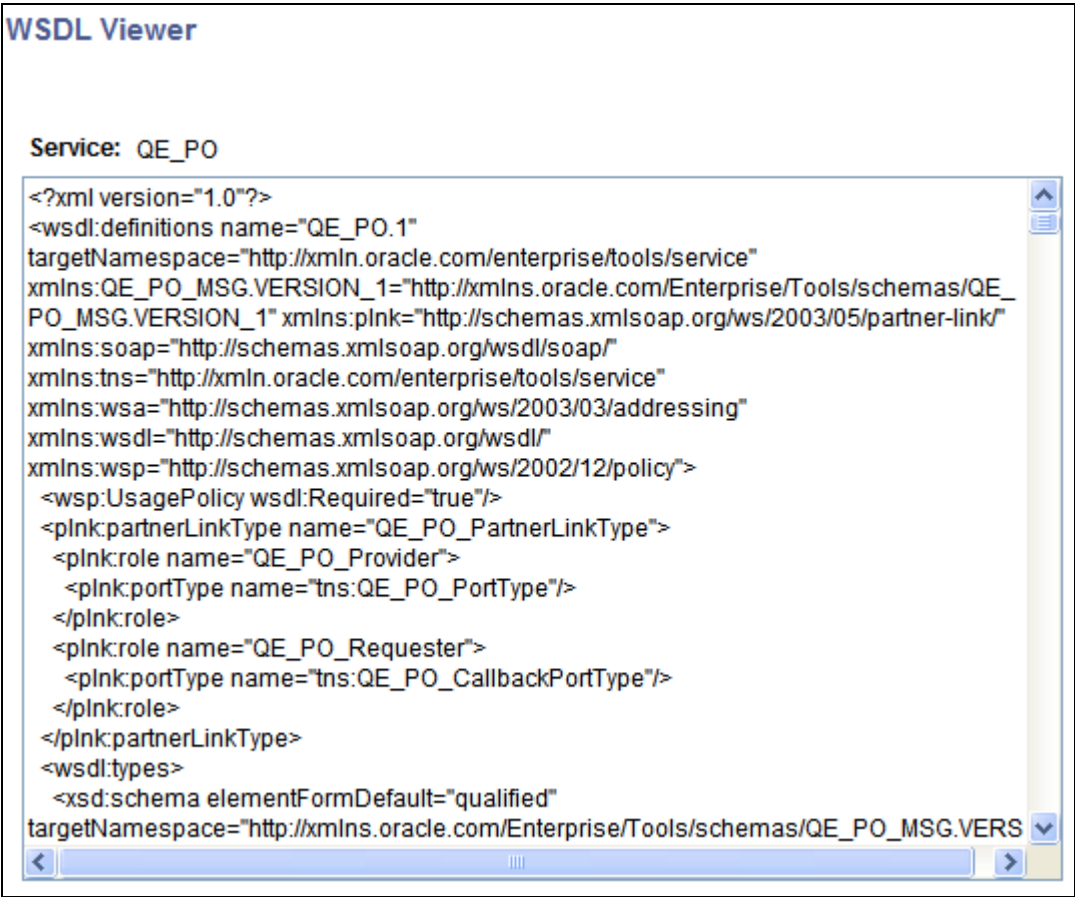 WSDL Viewer
Service: QE_PO
<?xml version="1.0"?>
<wsdl:definitions name="QE_PO.1"
targetNamespace="http://xmln.oracle.com/enterprise/tools/service"
xmlns:QE_PO_MSG.VERSION_1="http://xmlns.oracle.com/Enterprise/Tools/schemas/QE_
PO_MSG.VERSION_1" xmlns:plnk="http://schemas.xmlsoap.org/ws/2003/05/partner-link/"
xmlns:soap="http://schemas.xmlsoap.org/wsdl/soap/"
xmlns:tns="http://xmln.oracle.com/enterprise/tools/service"
xmlns:wsa="http://schemas.xmlsoap.org/ws/2003/03/addressing"
xmlns:wsdl="http://schemas.xmlsoap.org/wsdl/"
xmlns:wsp="http://schemas.xmlsoap.org/ws/2002/12/policy">
<wsp:UsagePolicy wsdl:Required="true"/>
<plnk:partnerLinkType name="QE_PO_PartnerLinkType">
<plnk:role name="QE_PO_Provider">
<plnk:portType name="tns:QE_PO_PortType"/>
</plnk:role>
<plnk:role name="QE_PO_Requester">
<plnk:portType name="tns:QE_PO_CallbackPortType"/>
</plnk:role>
</plnk:partnerLinkType>
<wsdl:types>
<xsd:schema elementFormDefault="qualified"
targetNamespace="http://xmlns.oracle.com/Enterprise/Tools/schemas/QE_PO_MSG.VERS